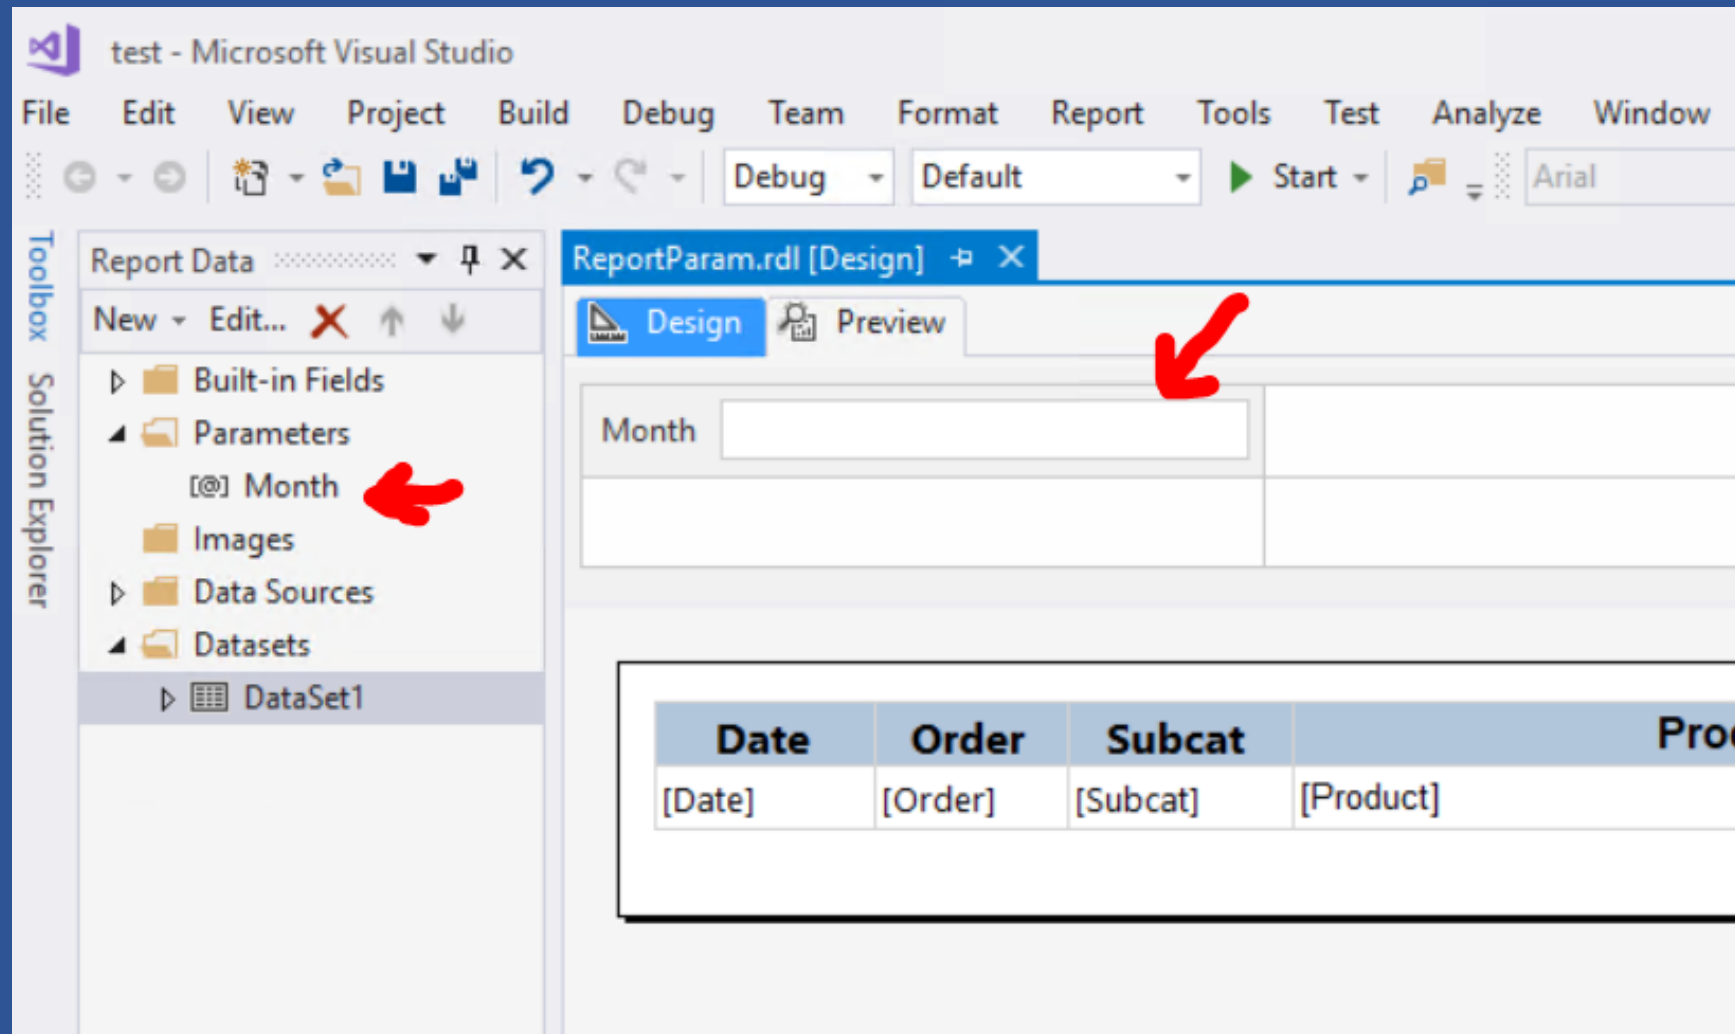 test - Microsoft Visual Studio
File Edit View Project Build Debug Team Format Report Tools Test Analyze Window
Debug Default Start Arial
Toolbox
Solution Explorer
Report Data
New Edit...
Built-in Fields
Parameters
[@] Month
Images
Data Sources
Datasets
DataSet1
ReportParam.rdl [Design]
Design Preview
Month
Date Order Subcat
[Date] [Order] [Subcat] [Product]